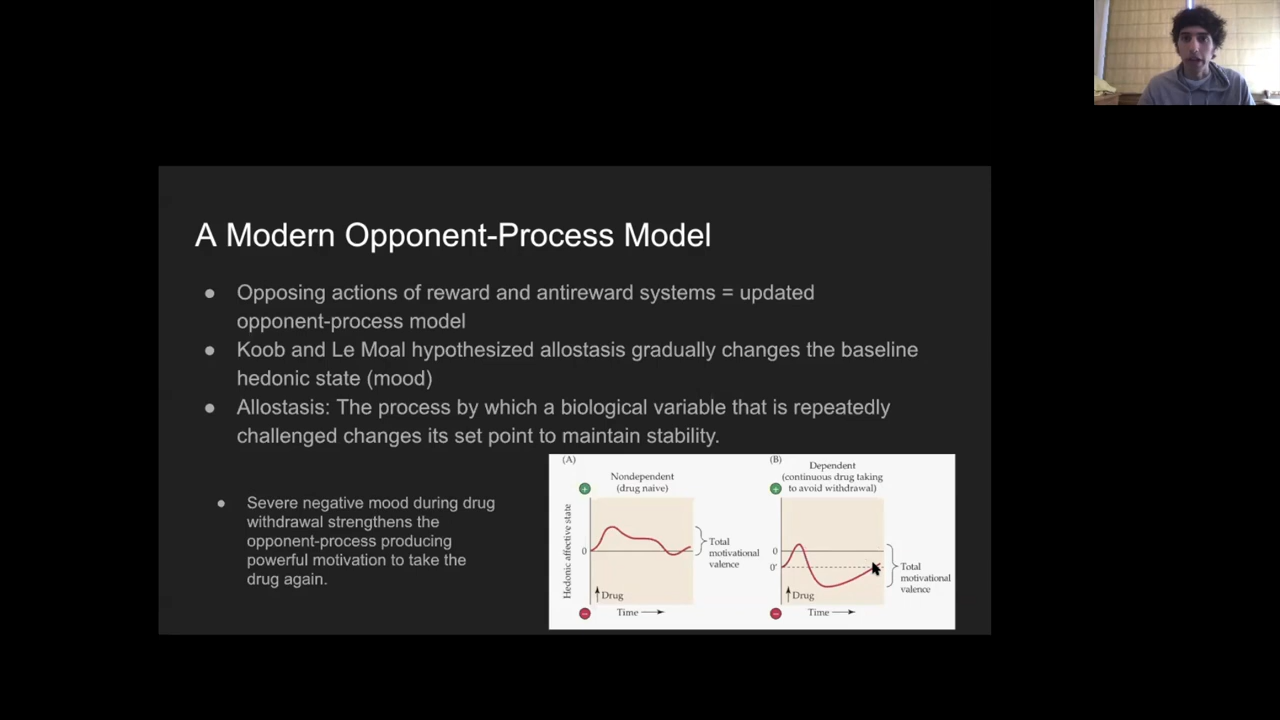 A Modern Opponent-Process Model
● Opposing actions of reward and antireward systems = updated
opponent-process model
● Koob and Le Moal hypothesized allostasis gradually changes the baseline
hedonic state (mood)
● Allostasis: The process by which a biological variable that is repeatedly
challenged changes its set point to maintain stability.
● Severe negative mood during drug
withdrawal strengthens the
opponent-process producing
powerful motivation to take the
drug again.
(A)
Nondependent
(drug naive)
+
Hedonic affective state
0
Total
motivational
valence
Drug
−
Time
(B)
Dependent
(continuous drug taking
to avoid withdrawal)
+
0
0'
Total
motivational
valence
Drug
−
Time